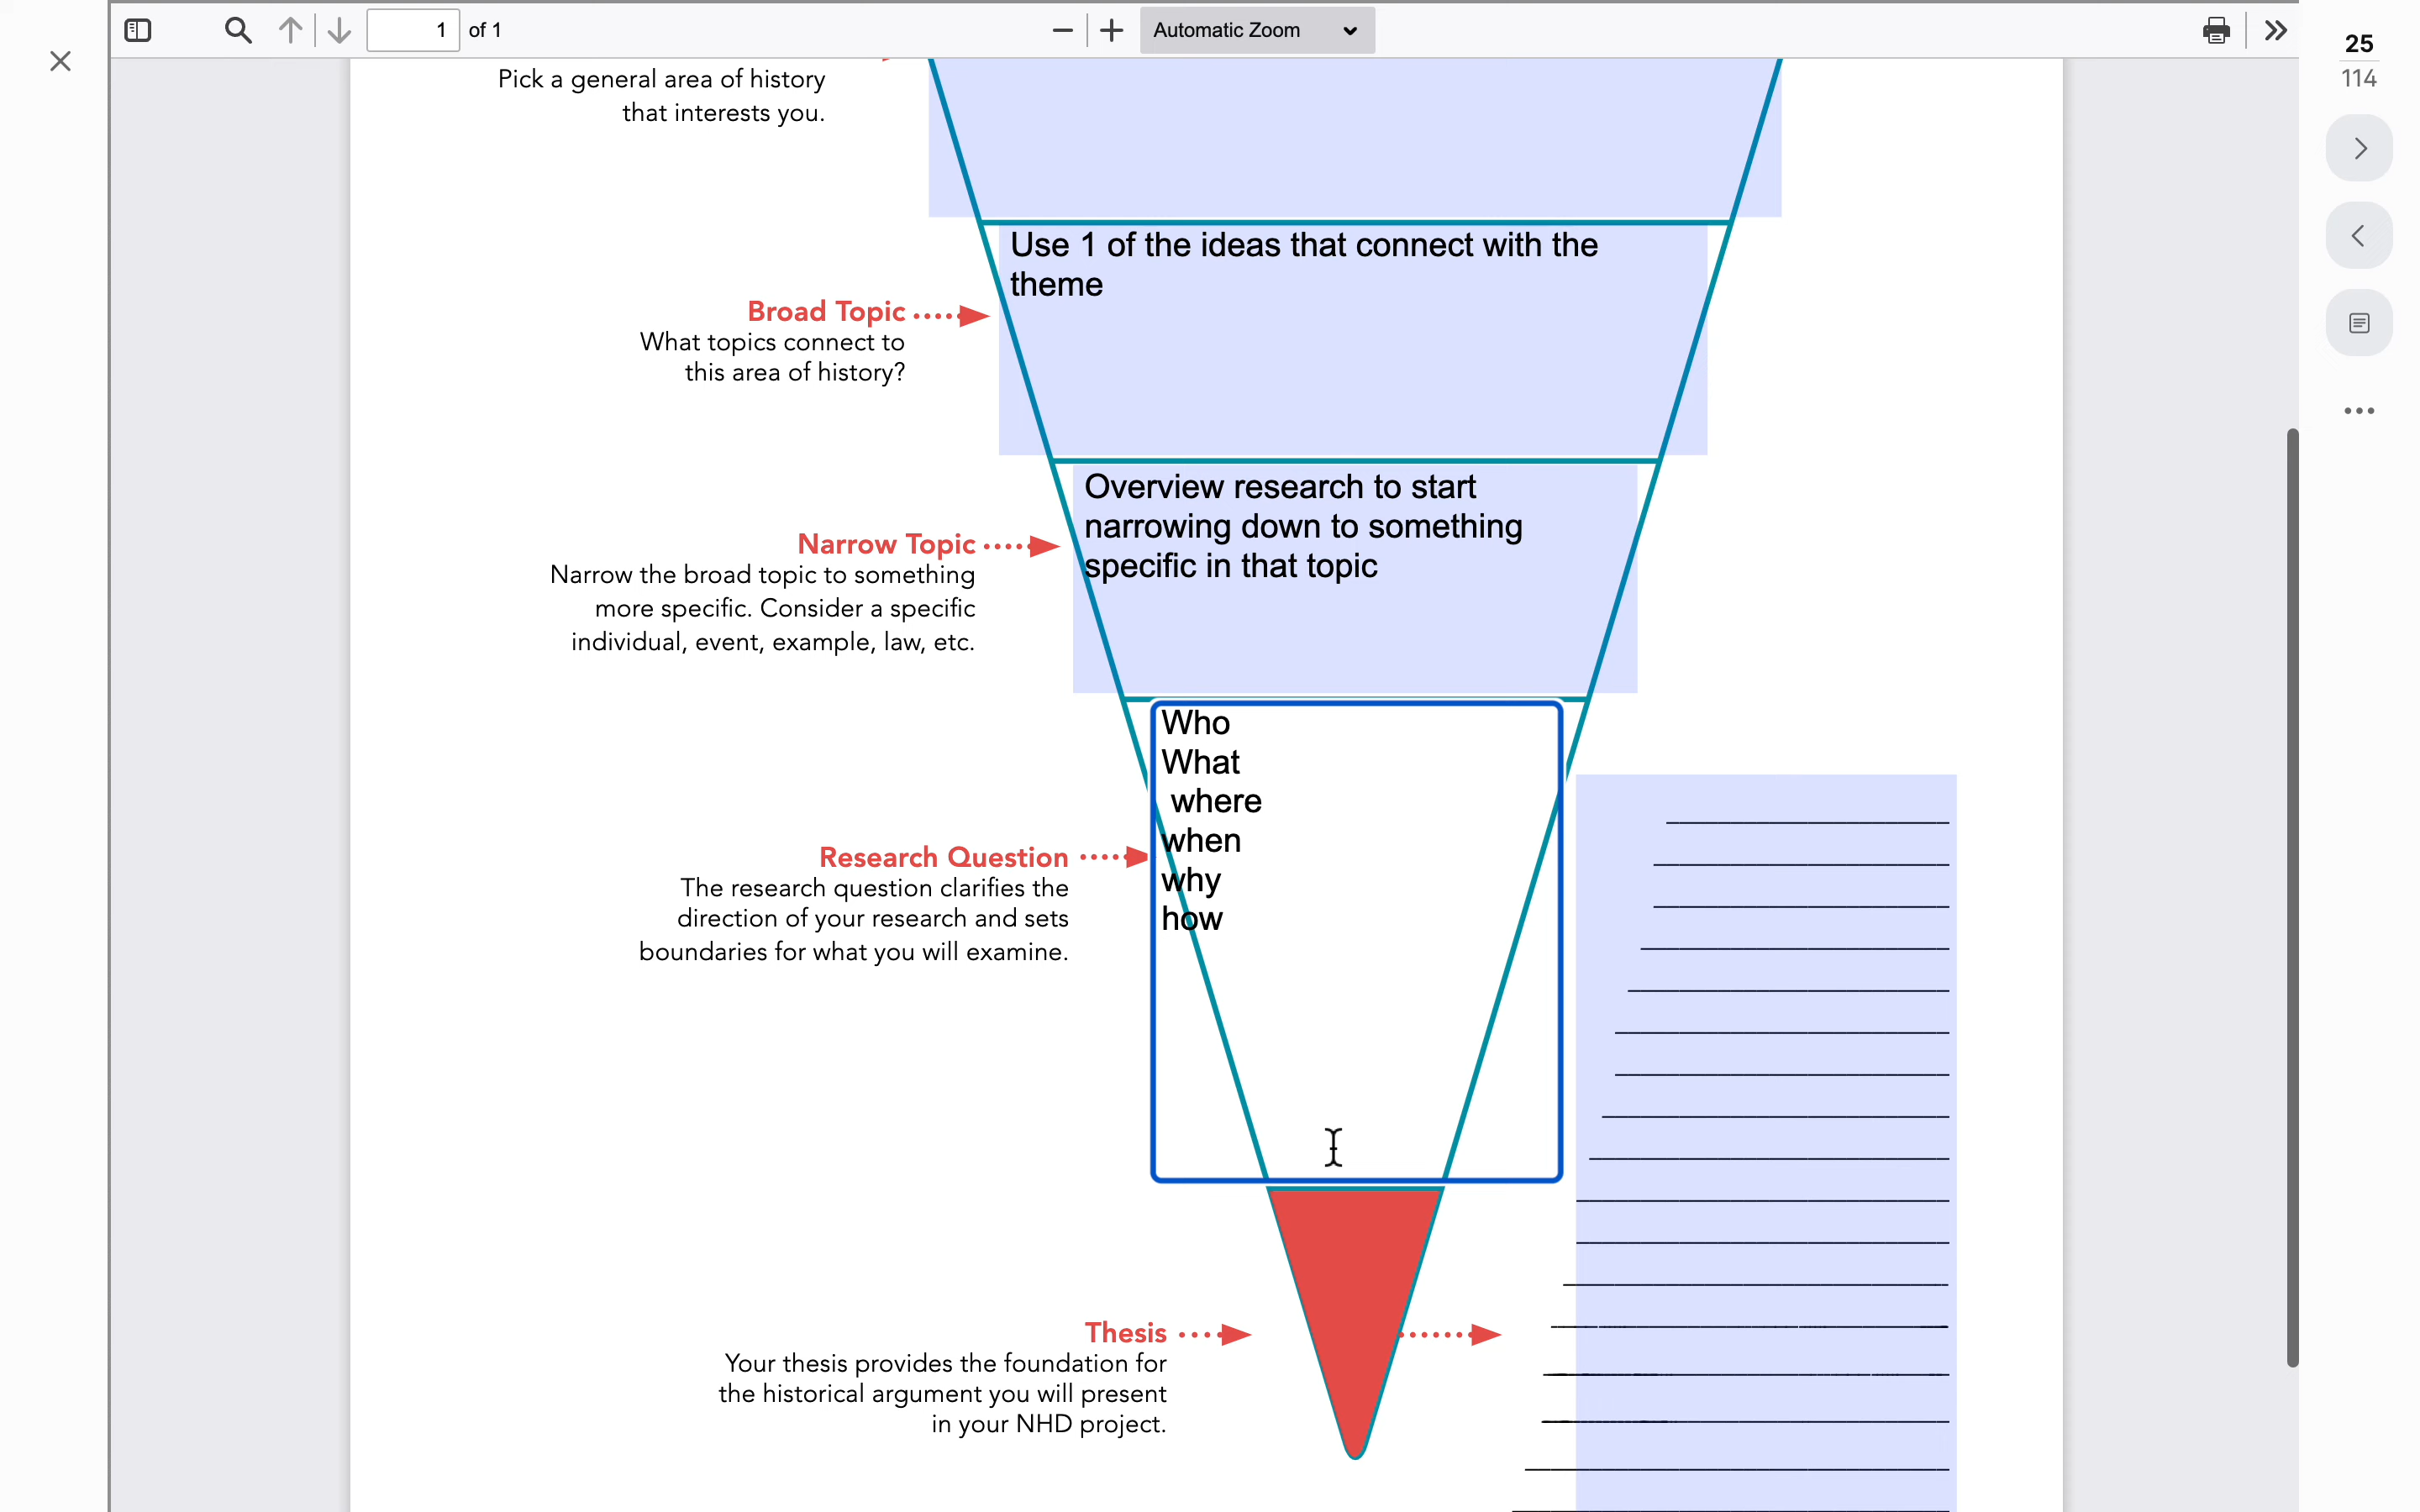 1 of 1
Automatic Zoom
25
114
Pick a general area of history
that interests you.
Use 1 of the ideas that connect with the
theme
Broad Topic
What topics connect to
this area of history?
Overview research to start
narrowing down to something
specific in that topic
Narrow Topic
Narrow the broad topic to something
more specific. Consider a specific
individual, event, example, law, etc.
Who
What
where
when
why
how
Research Question
The research question clarifies the
direction of your research and sets
boundaries for what you will examine.
Thesis
Your thesis provides the foundation for
the historical argument you will present
in your NHD project.